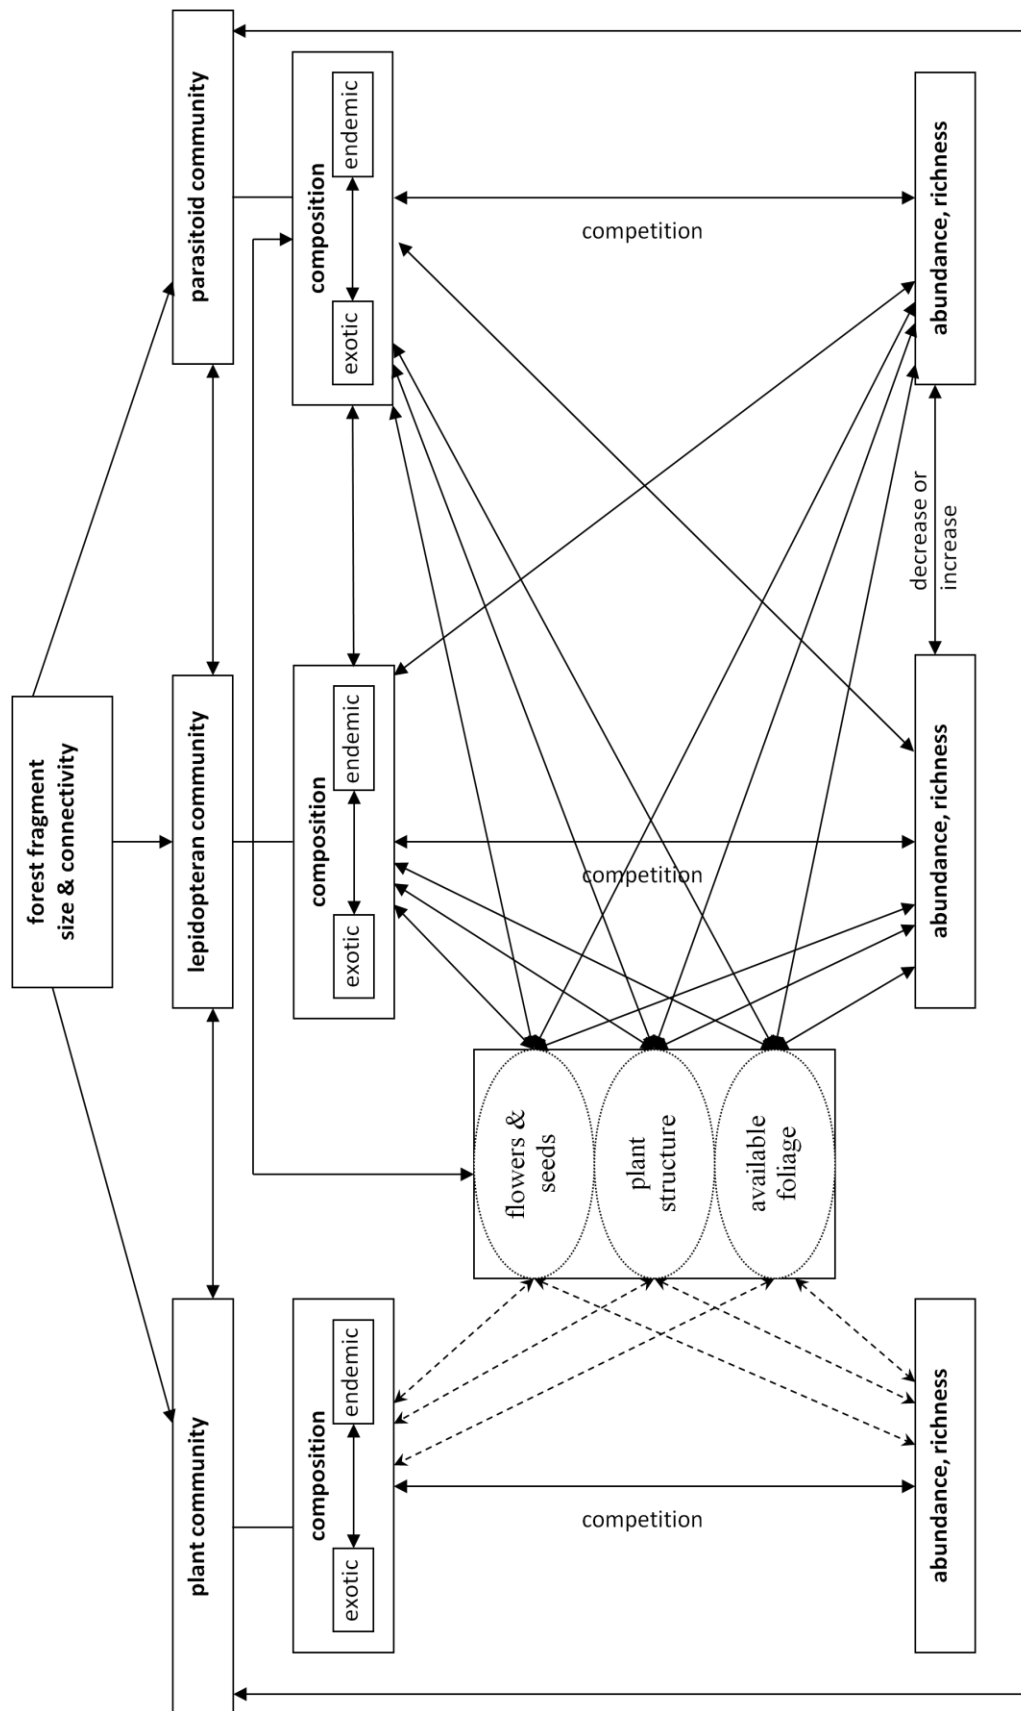 forest fragment
size & connectivity
plant community
lepidopteran community
parasitoid community
composition
exotic
endemic
composition
exotic
endemic
composition
exotic
endemic
flowers &
seeds
plant
structure
available
foliage
competition
competition
competition
decrease or
increase
abundance, richness
abundance, richness
abundance, richness